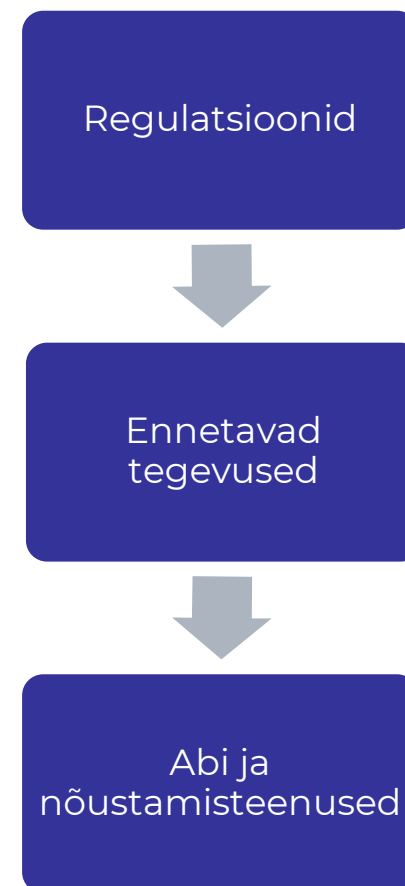 Regulatsioonid
Ennetavad
tegevused
Abi ja
nõustamisteenused